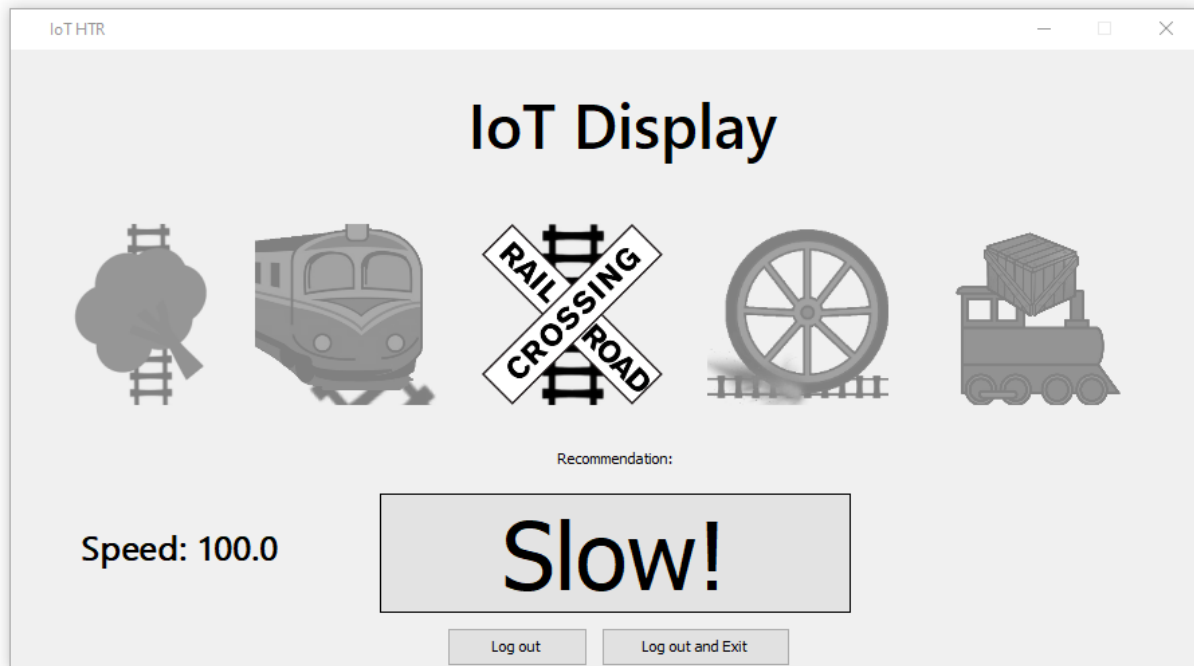 IoT HTR
IoT Display
RAIL ROAD
CROSSING
Recommendation:
Speed: 100.0
Slow!
Log out
Log out and Exit